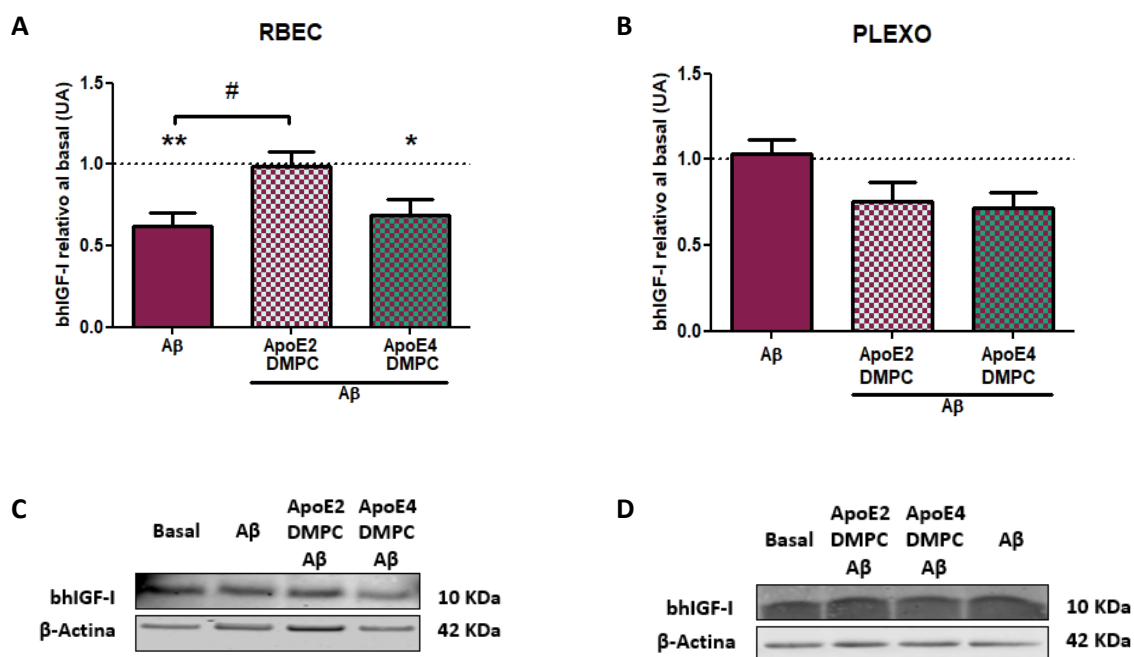 A
RBEC
bhIGF-I relativo al basal (UA)
1.5
1.0
0.5
0.0
#
**
*
Aβ
ApoE2
DMPC
ApoE4
DMPC
Aβ
B
PLEXO
bhIGF-I relativo al basal (UA)
1.5
1.0
0.5
0.0
Aβ
ApoE2
DMPC
ApoE4
DMPC
Aβ
C
Basal
Aβ
ApoE2
DMPC
Aβ
ApoE4
DMPC
Aβ
bhIGF-I
10 KDa
β-Actina
42 KDa
D
Basal
ApoE2
DMPC
Aβ
ApoE4
DMPC
Aβ
Aβ
bhIGF-I
10 KDa
β-Actina
42 KDa